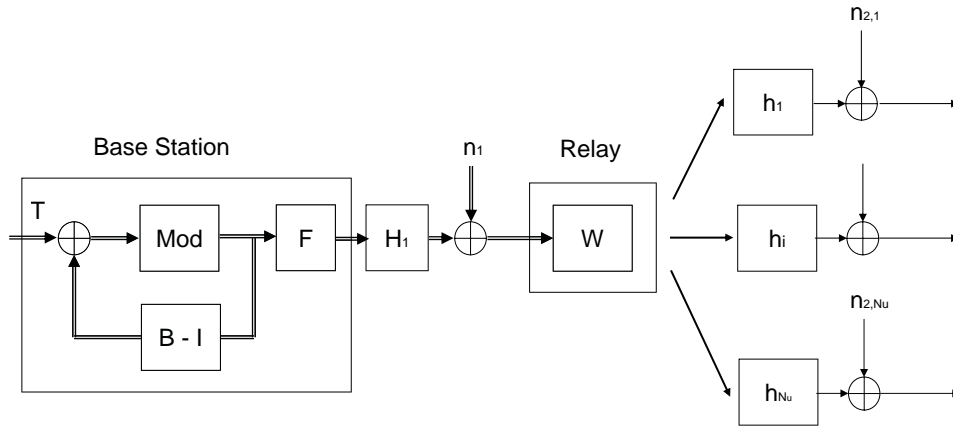 n2,1
h1
Base Station
n1
Relay
T
Mod
F
H1
W
hi
B - I
n2,Nu
hNu